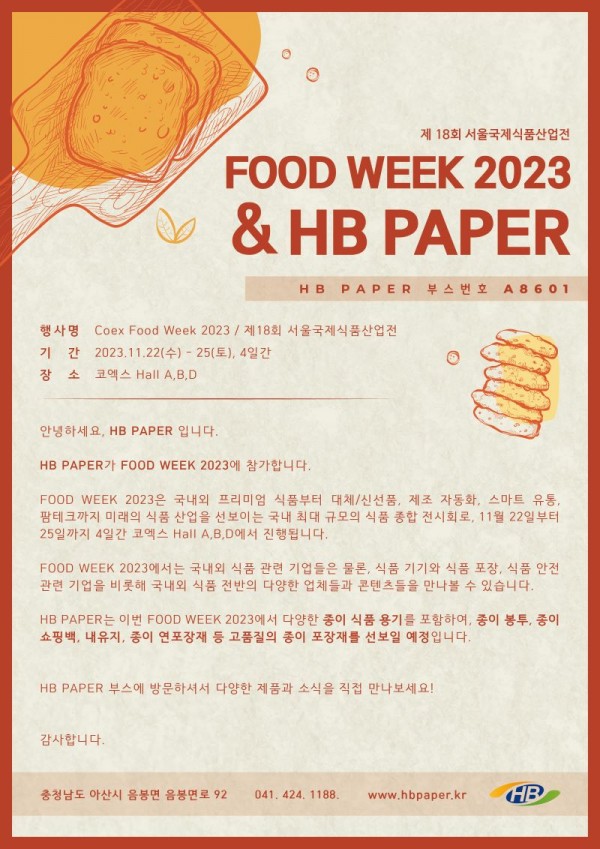 제 18회 서울국제식품산업전
FOOD WEEK 2023
& HB PAPER
HB PAPER 부스번호 A8601
행사명 Coex Food Week 2023 / 제18회 서울국제식품산업전
기 간 2023.11.22(수) - 25(토), 4일간
장 소 코엑스 Hall A,B,D
안녕하세요, HB PAPER 입니다.
HB PAPER가 FOOD WEEK 2023에 참가합니다.
FOOD WEEK 2023은 국내외 프리미엄 식품부터 대체/신선품, 제조 자동화, 스마트 유통,
팜테크까지 미래의 식품 산업을 선보이는 국내 최대 규모의 식품 종합 전시회로, 11월 22일부터
25일까지 4일간 코엑스 Hall A,B,D에서 진행됩니다.
FOOD WEEK 2023에서는 국내외 식품 관련 기업들은 물론, 식품 기기와 식품 포장, 식품 안전
관련 기업을 비롯해 국내외 식품 전반의 다양한 업체들과 콘텐츠들을 만나볼 수 있습니다.
HB PAPER는 이번 FOOD WEEK 2023에서 다양한 종이 식품 용기를 포함하여, 종이 봉투, 종이
쇼핑백, 내유지, 종이 연포장재 등 고품질의 종이 포장재를 선보일 예정입니다.
HB PAPER 부스에 방문하셔서 다양한 제품과 소식을 직접 만나보세요!
감사합니다.
충청남도 아산시 음봉면 음봉면로 92 041. 424. 1188. www.hbpaper.kr HB